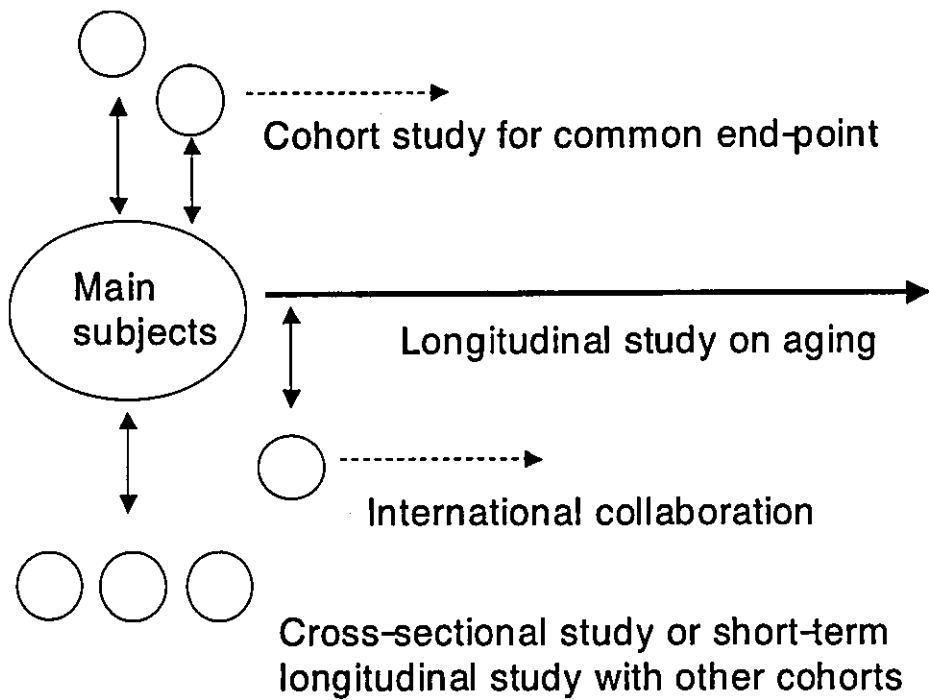 Cohort study for common end-point
Main
subjects
Longitudinal study on aging
International collaboration
Cross-sectional study or short-term
longitudinal study with other cohorts